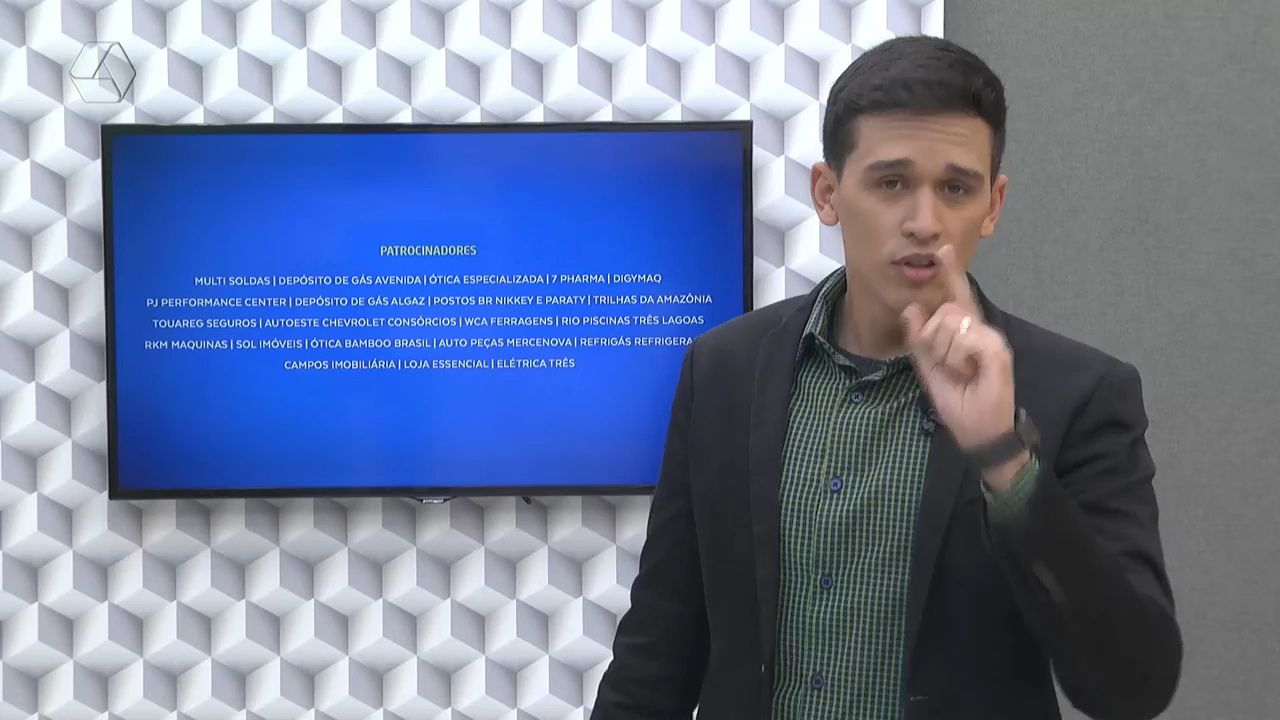 PATROCINADORES
MULTI SOLDAS | DEPÓSITO DE GÁS AVENIDA | ÓTICA ESPECIALIZADA | 7 PHARMA | DIGYMAQ
PJ PERFORMANCE CENTER | DEPÓSITO DE GÁS ALGAZ | POSTOS BR NIKKEY E PARATY | TRILHAS DA AMAZÔNIA
TOUAREG SEGUROS | AUTOESTE CHEVROLET CONSÓRCIOS | WCA FERRAGENS | RIO PISCINAS TRÊS LAGOAS
RKM MAQUINAS | SOL IMÓVEIS | ÓTICA BAMBOO BRASIL | AUTO PEÇAS MERCENOVA | REFRIGÁS
CAMPOS IMOBILIÁRIA | LOJA ESSENCIAL | ELÉTRICA TRÊS